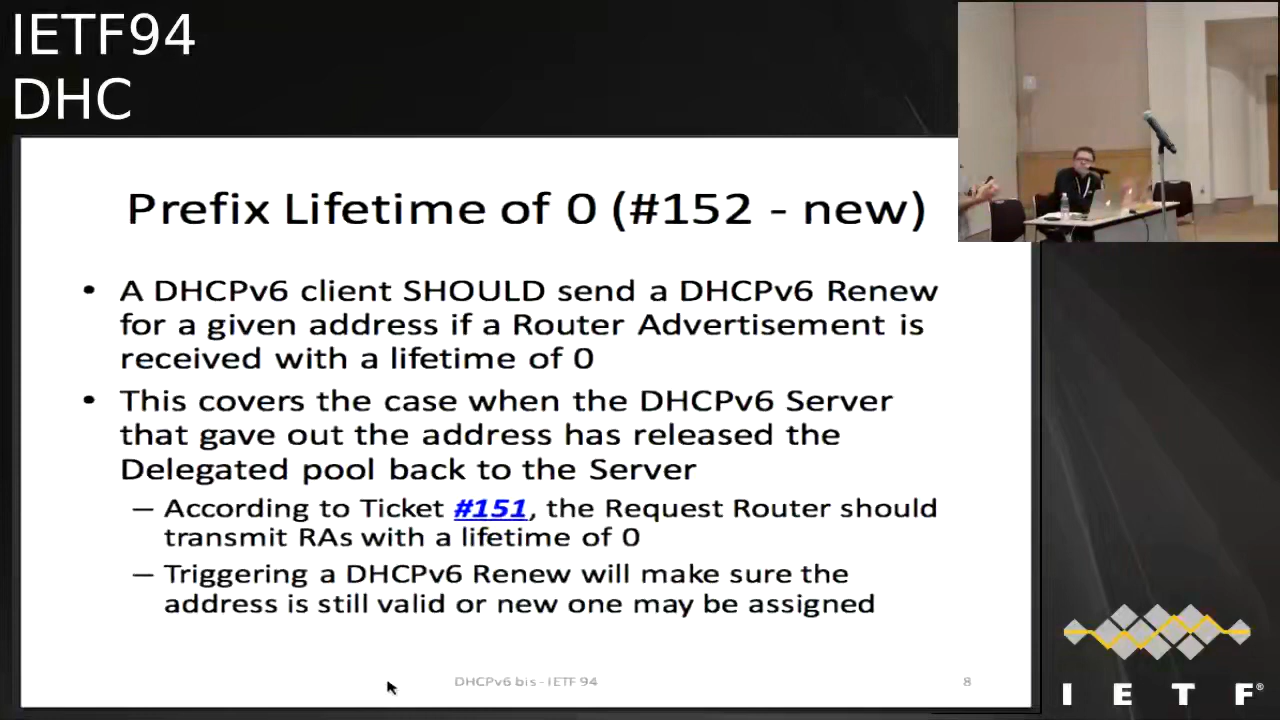 IETF94
DHC
Prefix Lifetime of 0 (#152 - new)
• A DHCPv6 client SHOULD send a DHCPv6 Renew
for a given address if a Router Advertisement is
received with a lifetime of 0
• This covers the case when the DHCPv6 Server
that gave out the address has released the
Delegated pool back to the Server
– According to Ticket #151, the Request Router should
transmit RAs with a lifetime of 0
– Triggering a DHCPv6 Renew will make sure the
address is still valid or new one may be assigned
DHCPv6 bis - IETF 94
8
I E T F®